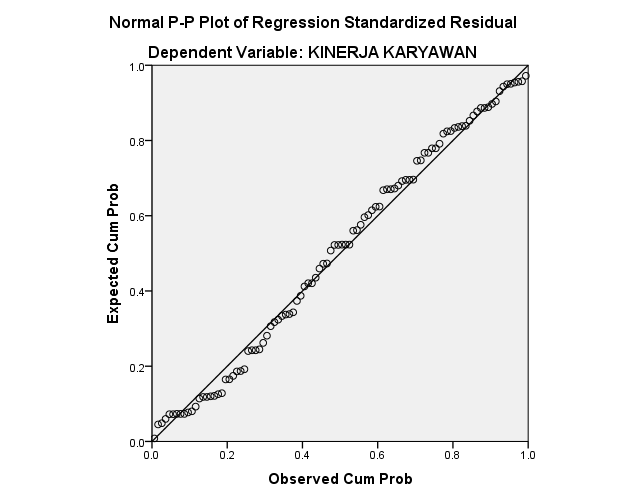 Normal P-P Plot of Regression Standardized Residual
Dependent Variable: KINERJA KARYAWAN
1.0
0.8
0.6
0.4
0.2
0.0
Expected Cum Prob
0.0 0.2 0.4 0.6 0.8 1.0
Observed Cum Prob